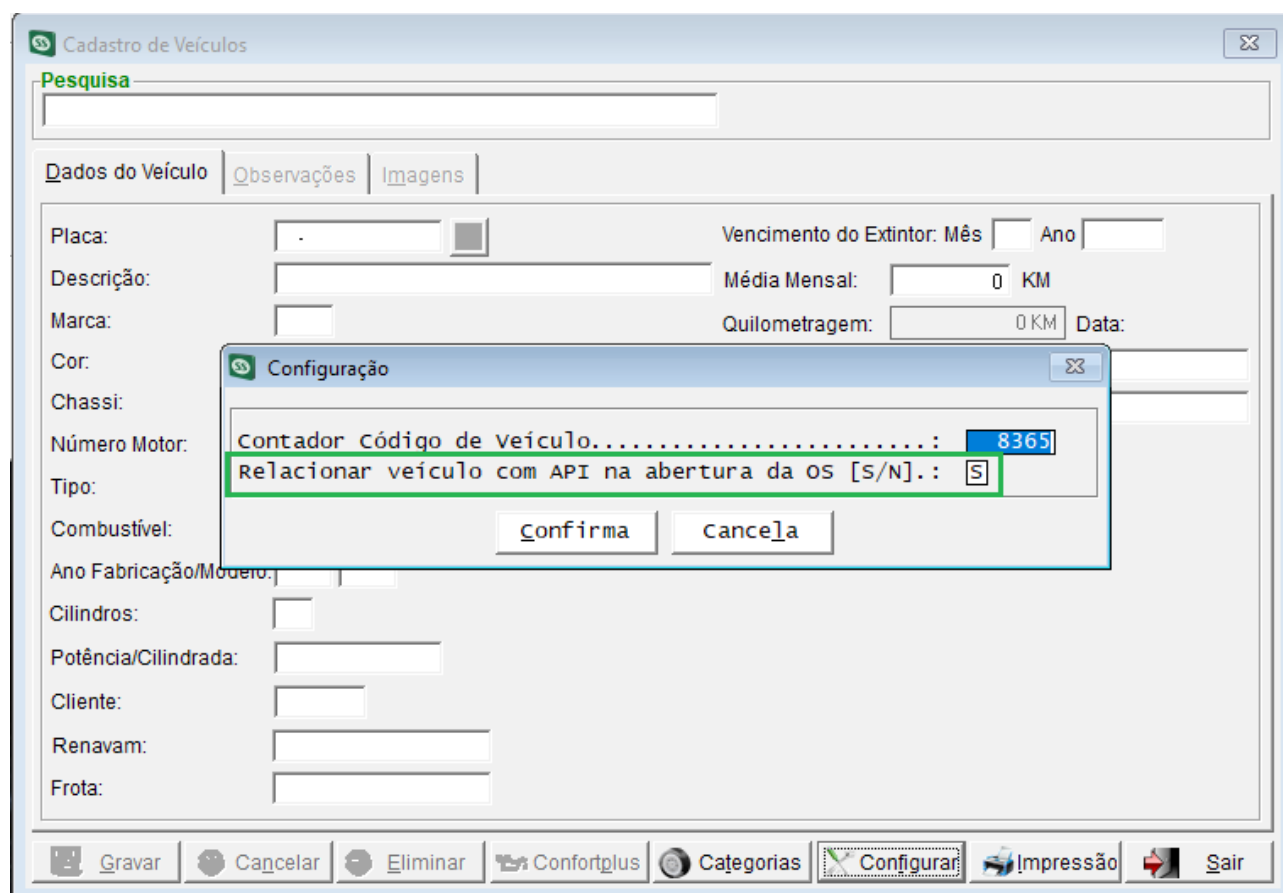 Cadastro de Veículos
Pesquisa
Dados do Veículo Observações Imagens
Placa: - Vencimento do Extintor: Mês Ano
Descrição: Média Mensal: 0 KM
Marca: Quilometragem: 0 KM Data:
Cor:
Configuração
Chassi:
Número Motor: Contador Código de Veículo.........................: 8365
Relacionar veículo com API na abertura da OS [S/N].: S
Tipo:
Combustível: Confirma Cancela
Ano Fabricação/Modelo:
Cilindros:
Potência/Cilindrada:
Cliente:
Renavam:
Frota:
Gravar Cancelar Eliminar Confortplus Categorias Configurar Impressão Sair